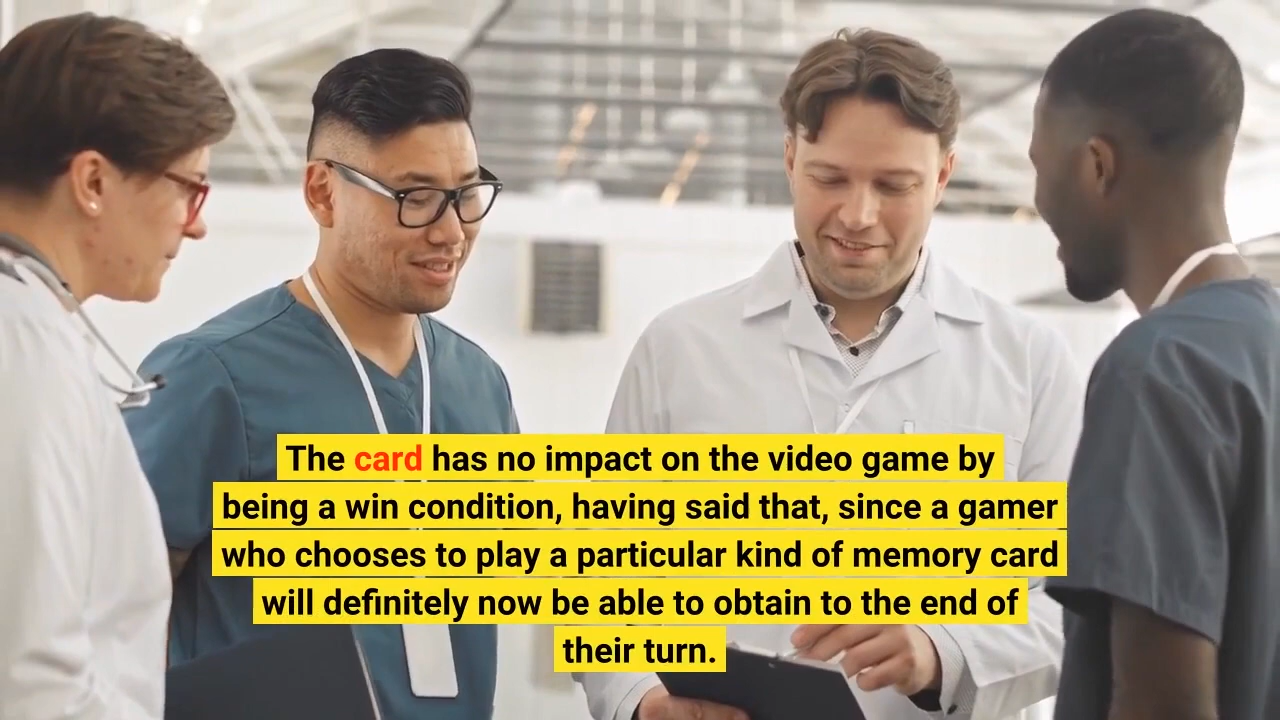 The card has no impact on the video game by
being a win condition, having said that, since a gamer
who chooses to play a particular kind of memory card
will definitely now be able to obtain to the end of
their turn.